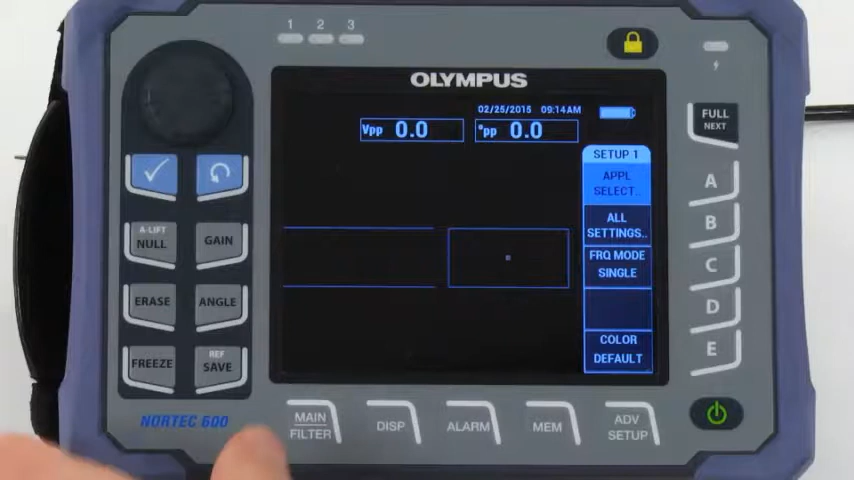 1 2 3
OLYMPUS
02/25/2015 09:14AM
Vpp 0.0
°pp 0.0
SETUP 1
APPL
SELECT..
ALL
SETTINGS..
FRQ MODE
SINGLE
COLOR
DEFAULT
FULL
NEXT
A
B
C
D
E
A-LIFT
NULL
GAIN
ERASE
ANGLE
FREEZE
REF
SAVE
NORTEC 600
MAIN
FILTER
DISP
ALARM
MEM
ADV
SETUP